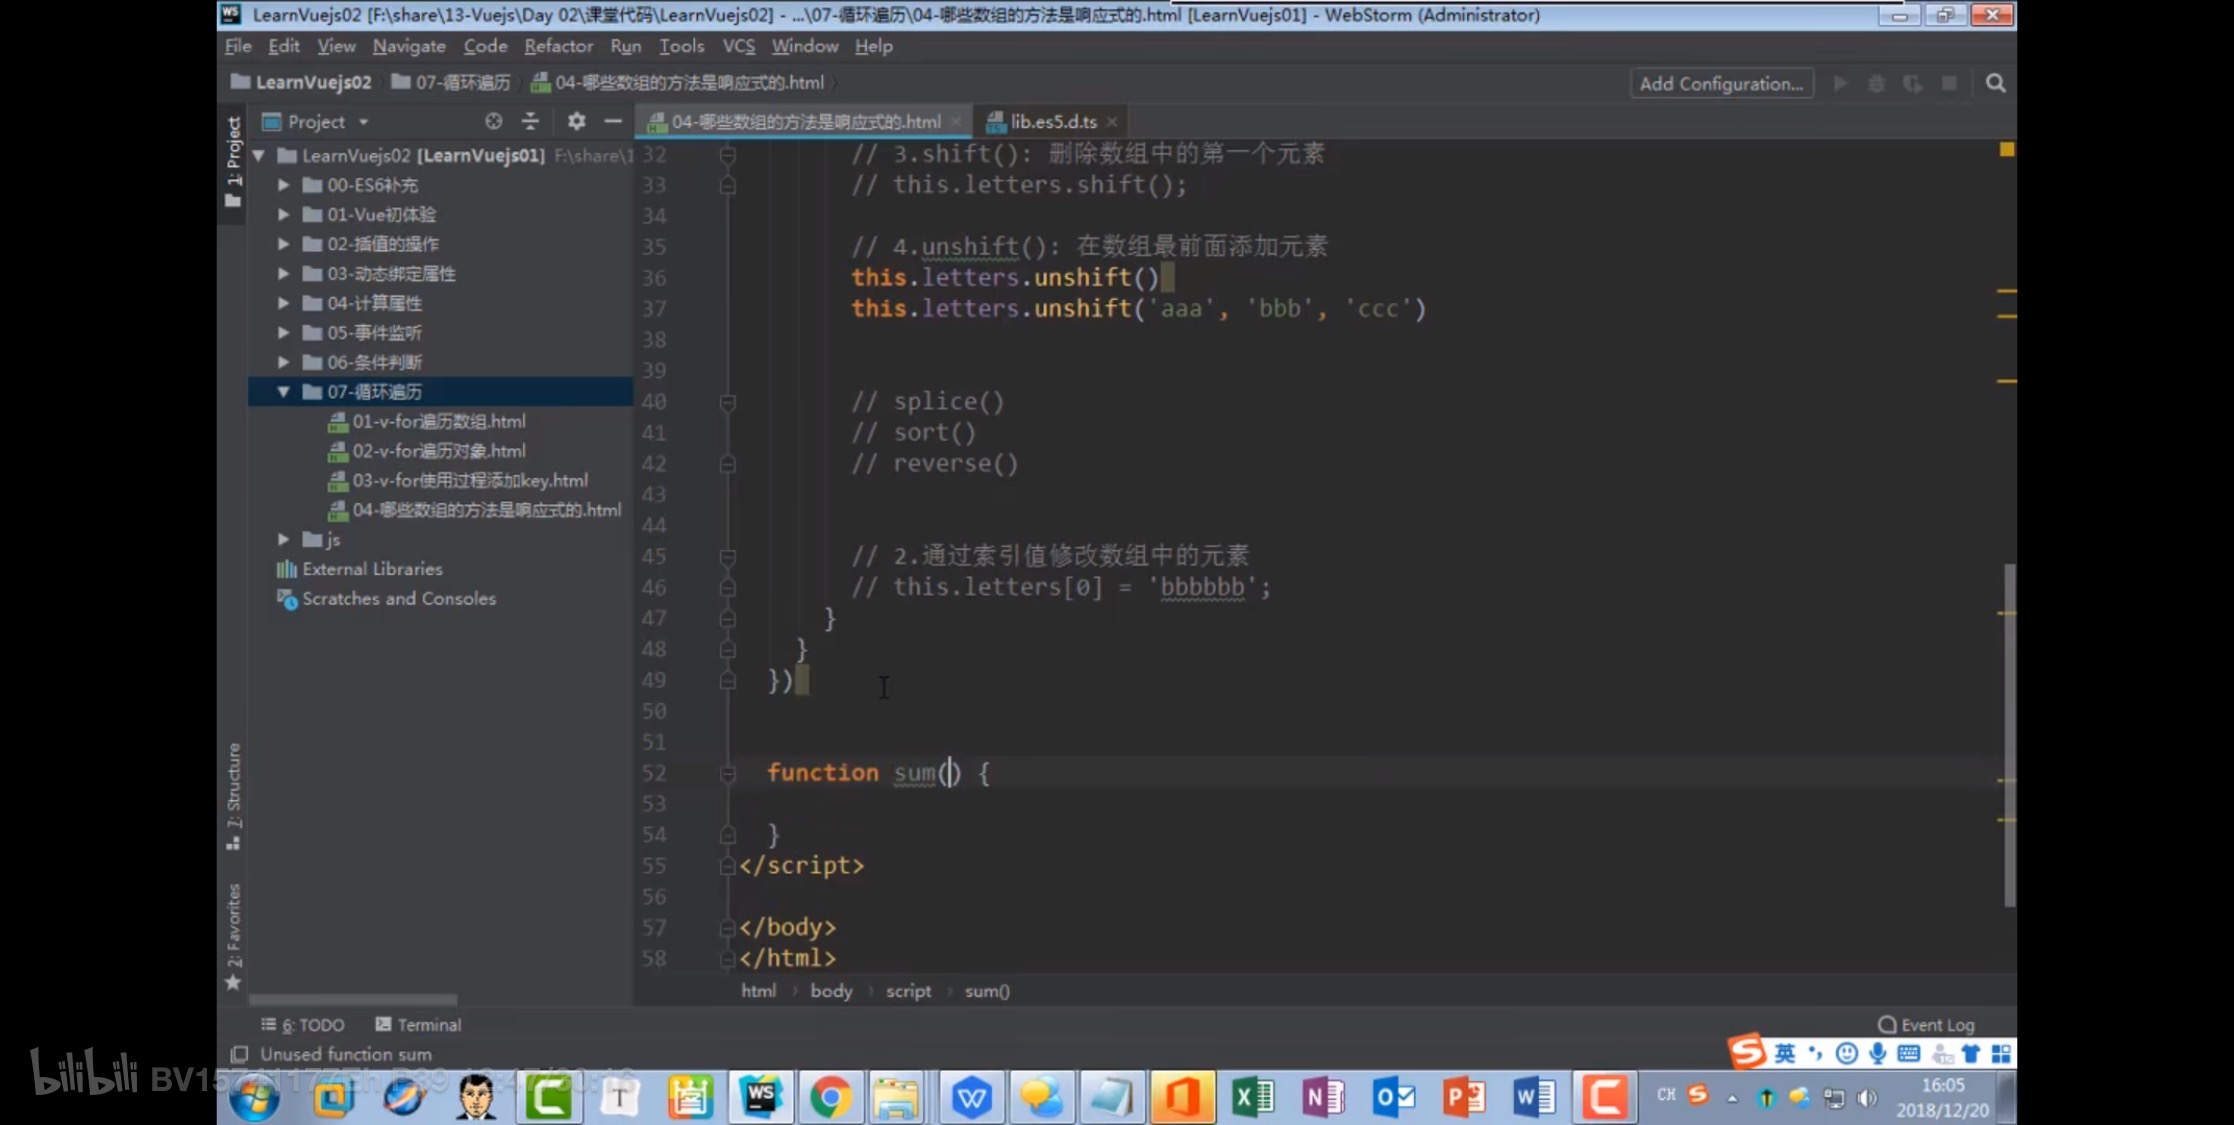 LearnVuejs02 [F:\share\13-Vuejs\Day 02\课堂代码\LearnVuejs02] - ...\07-循环遍历\04-哪些数组的方法是响应式的.html [LearnVuejs01] - WebStorm (Administrator)
File Edit View Navigate Code Refactor Run Tools VCS Window Help
LearnVuejs02 07-循环遍历 04-哪些数组的方法是响应式的.html
Add Configuration...
1: Project
Project
04-哪些数组的方法是响应式的.html
lib.es5.d.ts
LearnVuejs02 [LearnVuejs01] F:\share\1
00-ES6补充
01-Vue初体验
02-插值的操作
03-动态绑定属性
04-计算属性
05-事件监听
06-条件判断
07-循环遍历
01-v-for遍历数组.html
02-v-for遍历对象.html
03-v-for使用过程添加key.html
04-哪些数组的方法是响应式的.html
js
External Libraries
Scratches and Consoles
7: Structure
2: Favorites
32 // 3.shift(): 删除数组中的第一个元素
33 // this.letters.shift();
34
35 // 4.unshift(): 在数组最前面添加元素
36 this.letters.unshift()
37 this.letters.unshift('aaa', 'bbb', 'ccc')
38
39
40 // splice()
41 // sort()
42 // reverse()
43
44
45 // 2.通过索引值修改数组中的元素
46 // this.letters[0] = 'bbbbbb';
47 }
48 }
49 })
50
51
52 function sum() {
53
54 }
55 </script>
56
57 </body>
58 </html>
html body script sum()
6: TODO Terminal
Event Log
Unused function sum
英
bilibili
CH
16:05
2018/12/20